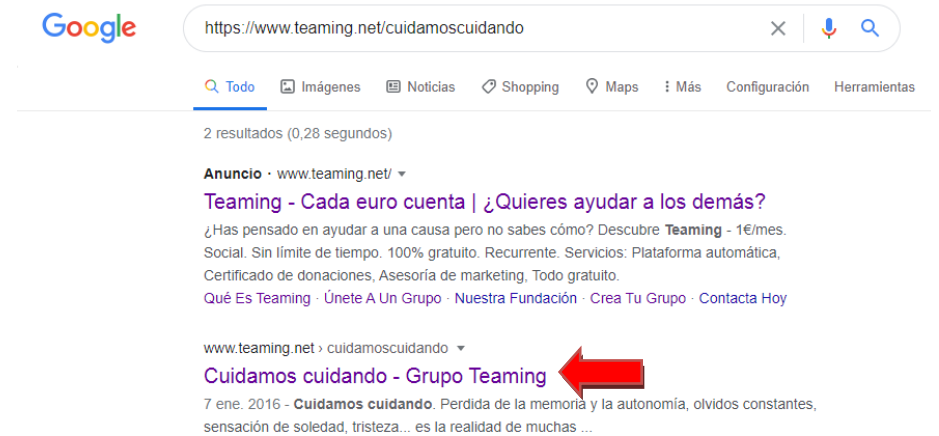 Google
https://www.teaming.net/cuidamoscuidando
Todo Imágenes Noticias Shopping Maps Más Configuración Herramientas
2 resultados (0,28 segundos)
Anuncio · www.teaming.net/
Teaming - Cada euro cuenta | ¿Quieres ayudar a los demás?
¿Has pensado en ayudar a una causa pero no sabes cómo? Descubre Teaming - 1€/mes.
Social. Sin límite de tiempo. 100% gratuito. Recurrente. Servicios: Plataforma automática,
Certificado de donaciones, Asesoría de marketing, Todo gratuito.
Qué Es Teaming · Únete A Un Grupo · Nuestra Fundación · Crea Tu Grupo · Contacta Hoy
www.teaming.net › cuidamoscuidando
Cuidamos cuidando - Grupo Teaming
7 ene. 2016 - Cuidamos cuidando. Perdida de la memoria y la autonomía, olvidos constantes,
sensación de soledad, tristeza... es la realidad de muchas ...